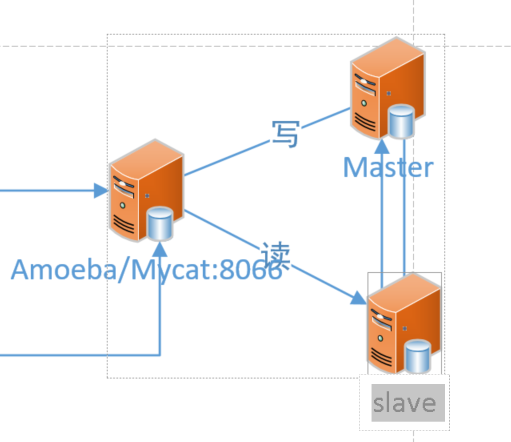 写
Master
读
Amoeba/Mycat:8066
slave